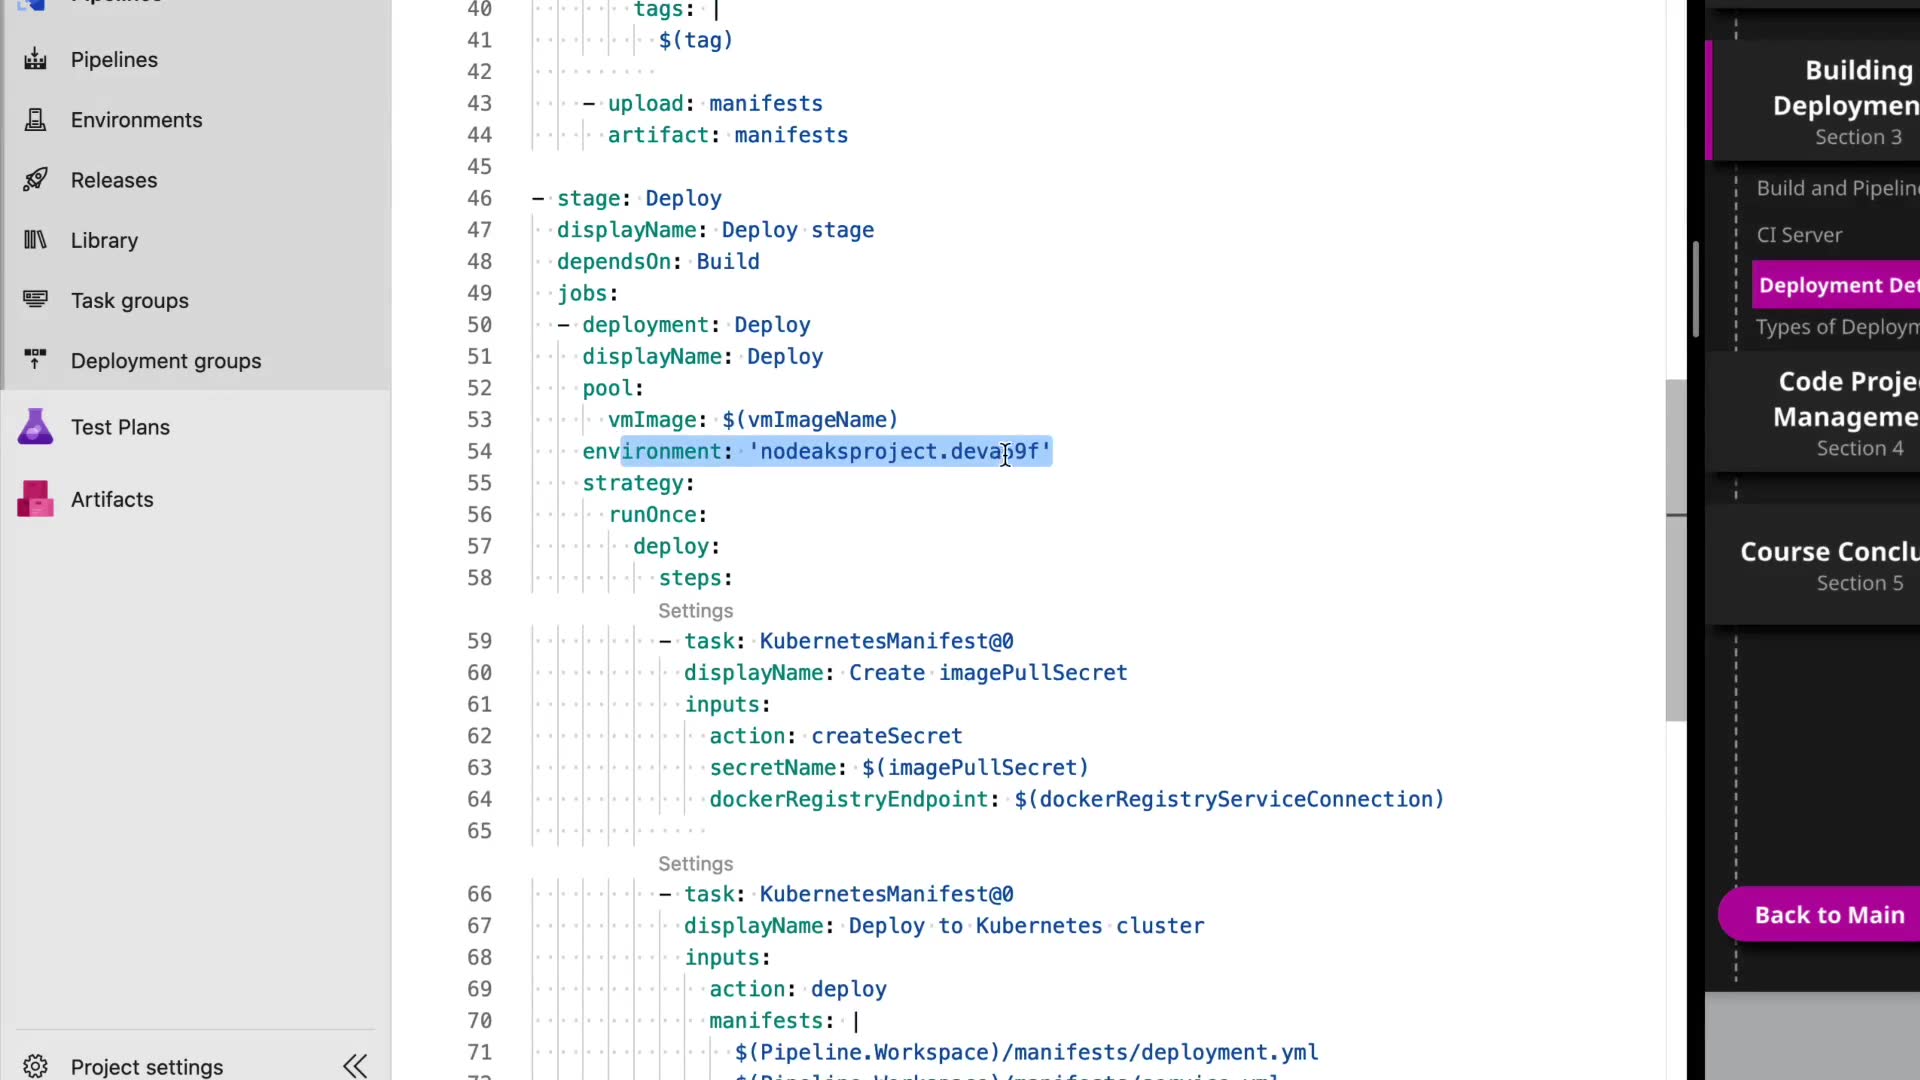 Pipelines
Environments
Releases
Library
Task groups
Deployment groups
Test Plans
Artifacts
Project settings
40 tags: |
41 $(tag)
42
43 - upload: manifests
44 artifact: manifests
45
46 - stage: Deploy
47 displayName: Deploy stage
48 dependsOn: Build
49 jobs:
50 - deployment: Deploy
51 displayName: Deploy
52 pool:
53 vmImage: $(vmImageName)
54 environment: 'nodeaksproject.deva69f'
55 strategy:
56 runOnce:
57 deploy:
58 steps:
Settings
59 - task: KubernetesManifest@0
60 displayName: Create imagePullSecret
61 inputs:
62 action: createSecret
63 secretName: $(imagePullSecret)
64 dockerRegistryEndpoint: $(dockerRegistryServiceConnection)
65
Settings
66 - task: KubernetesManifest@0
67 displayName: Deploy to Kubernetes cluster
68 inputs:
69 action: deploy
70 manifests: |
71 $(Pipeline.Workspace)/manifests/deployment.yml
Building
Deploymen
Section 3
Build and Pipelin
CI Server
Deployment Det
Types of Deploym
Code Proje
Manageme
Section 4
Course Conclu
Section 5
Back to Main